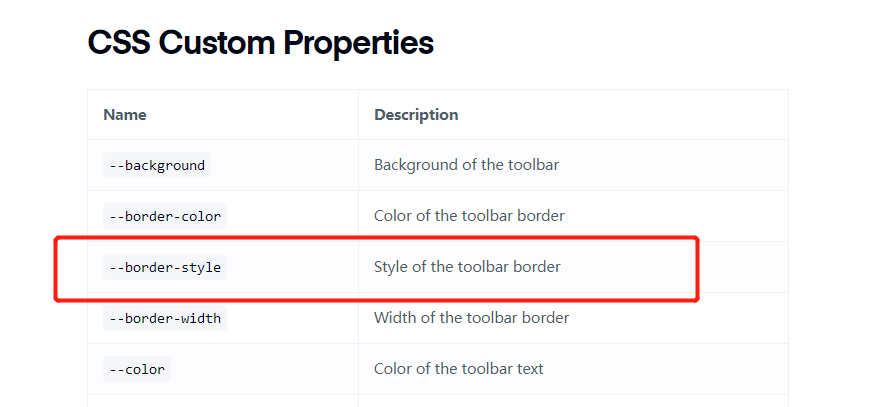 CSS Custom Properties
Name Description
--background Background of the toolbar
--border-color Color of the toolbar border
--border-style Style of the toolbar border
--border-width Width of the toolbar border
--color Color of the toolbar text